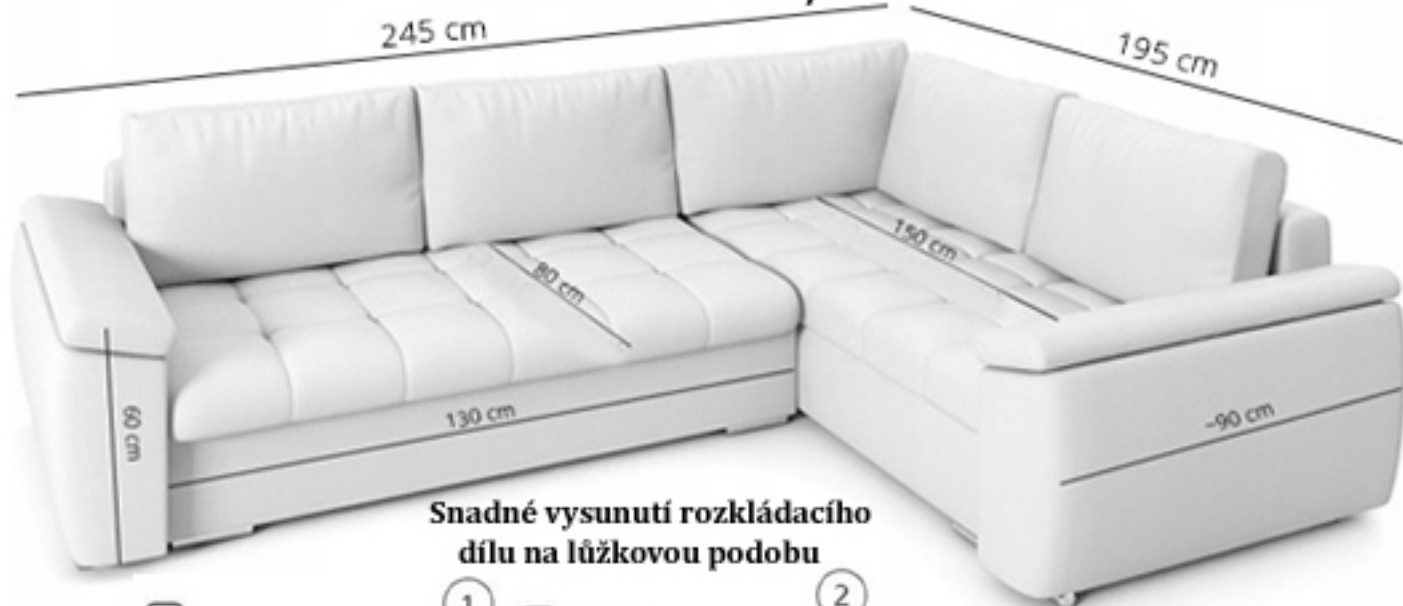 245 cm
195 cm
150 cm
80 cm
130 cm
60 cm
~90 cm
Snadné vysunutí rozkládacího
dílu na lůžkovou podobu
1
2